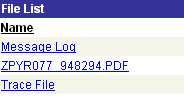 File List
Name
Message Log
ZPYR077_948294.PDF
Trace File